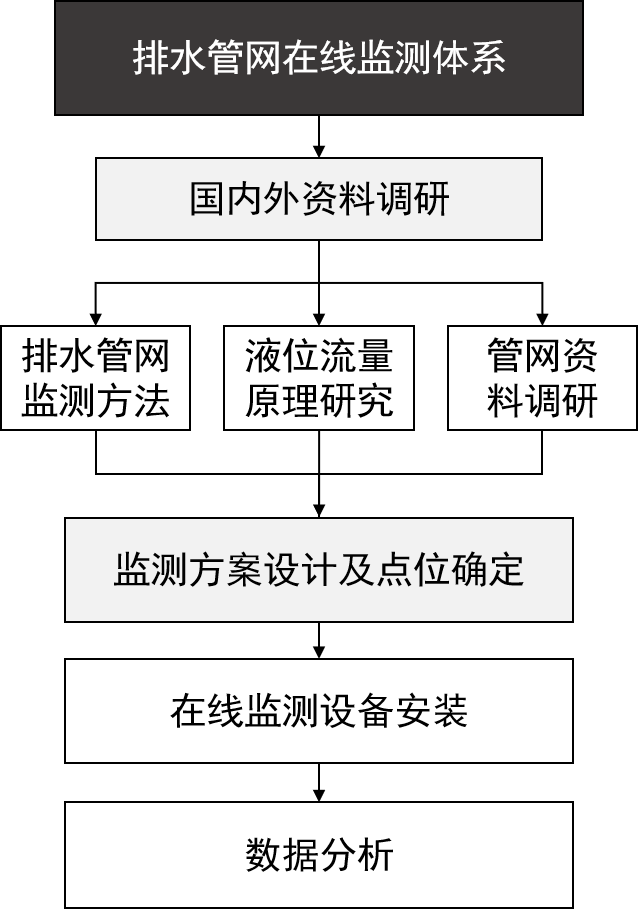 排水管网在线监测体系
国内外资料调研
排水管网
监测方法
液位流量
原理研究
管网资
料调研
监测方案设计及点位确定
在线监测设备安装
数据分析